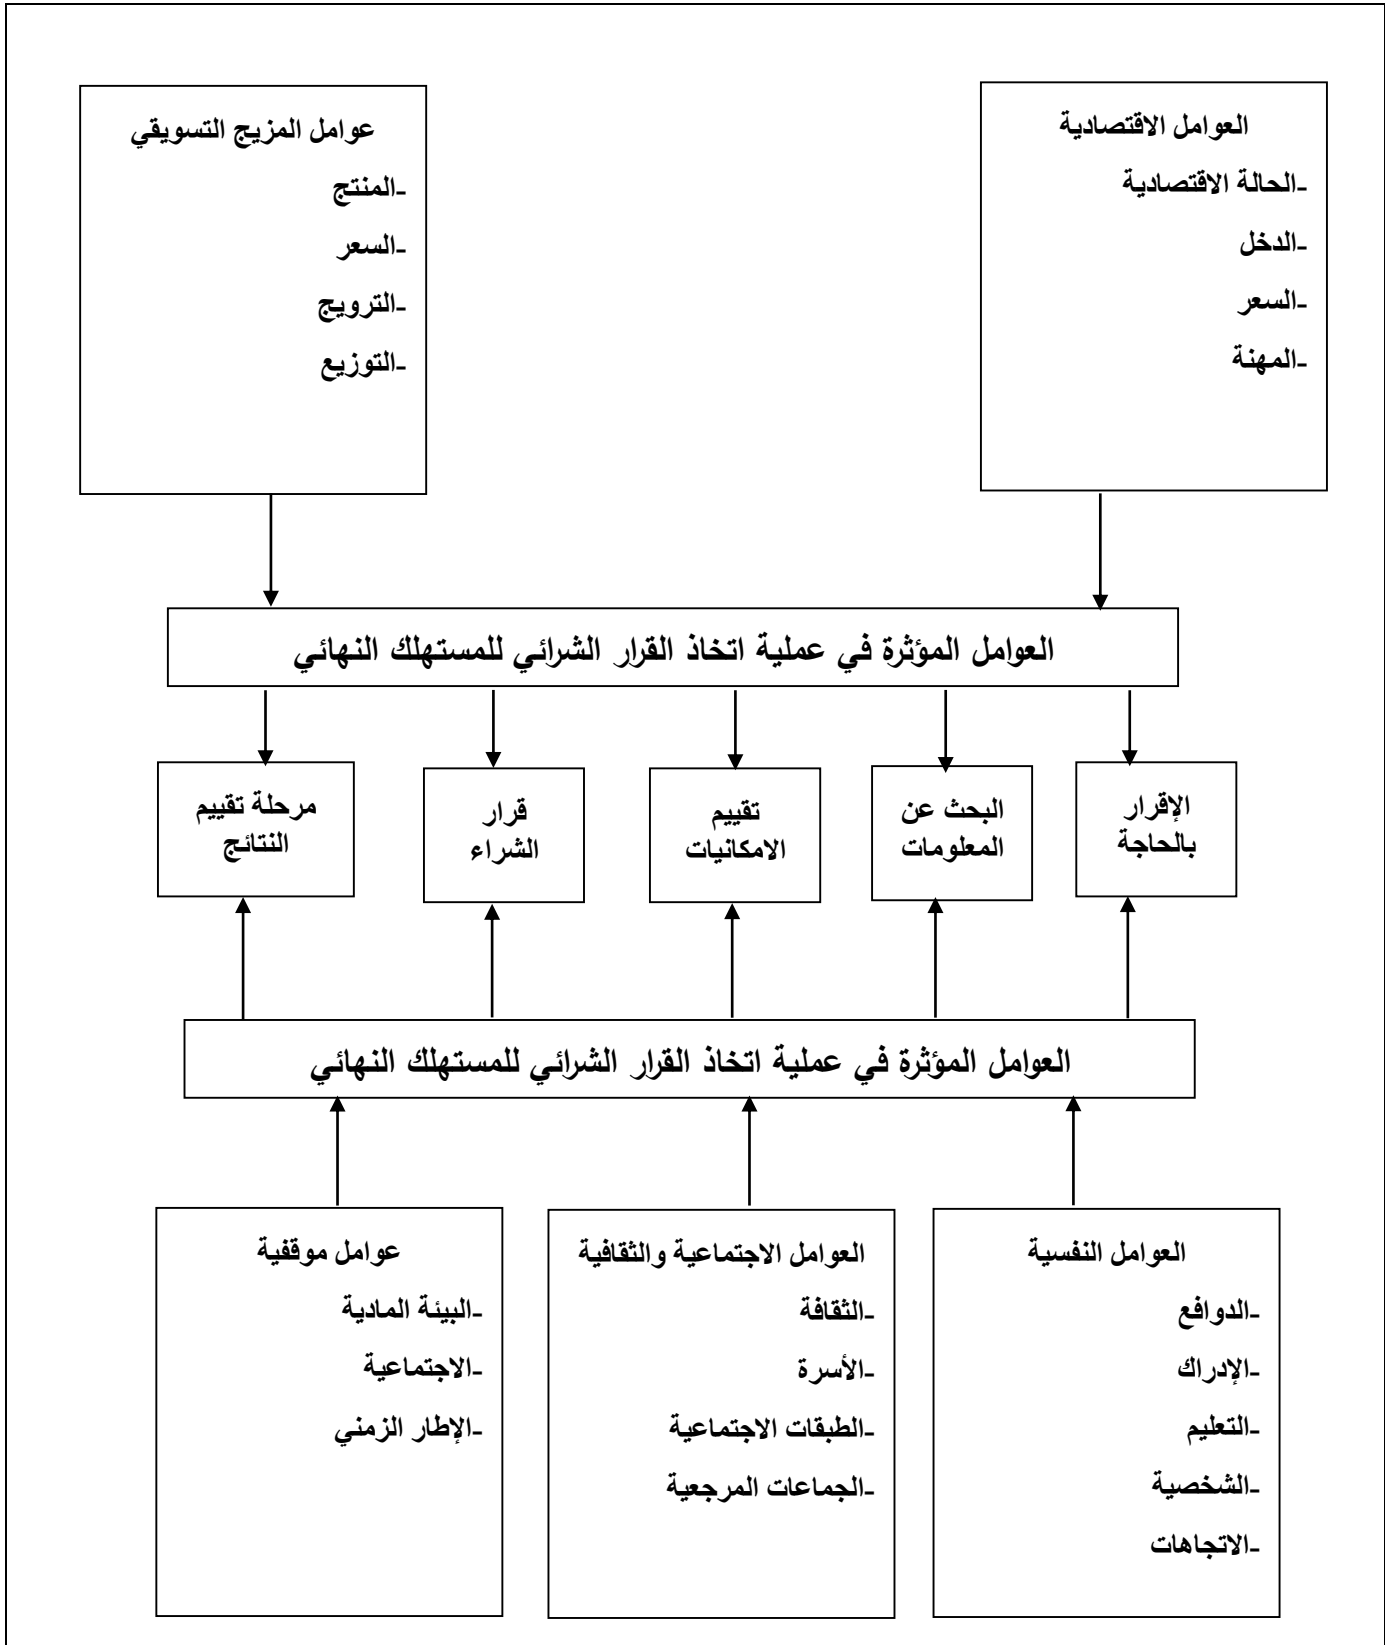 العوامل الاقتصادية
-الحالة الاقتصادية
-الدخل
-السعر
-المهنة
عوامل المزيج التسويقي
-المنتج
-السعر
-الترويج
-التوزيع
العوامل المؤثرة في عملية اتخاذ القرار الشرائي للمستهلك النهائي
الإقرار
بالحاجة
البحث عن
المعلومات
تقييم
الامكانيات
قرار
الشراء
مرحلة تقييم
النتائج
العوامل المؤثرة في عملية اتخاذ القرار الشرائي للمستهلك النهائي
العوامل النفسية
-الدوافع
-الإدراك
-التعليم
-الشخصية
-الاتجاهات
العوامل الاجتماعية والثقافية
-الثقافة
-الأسرة
-الطبقات الاجتماعية
-الجماعات المرجعية
عوامل موقفية
-البيئة المادية
-الاجتماعية
-الإطار الزمني